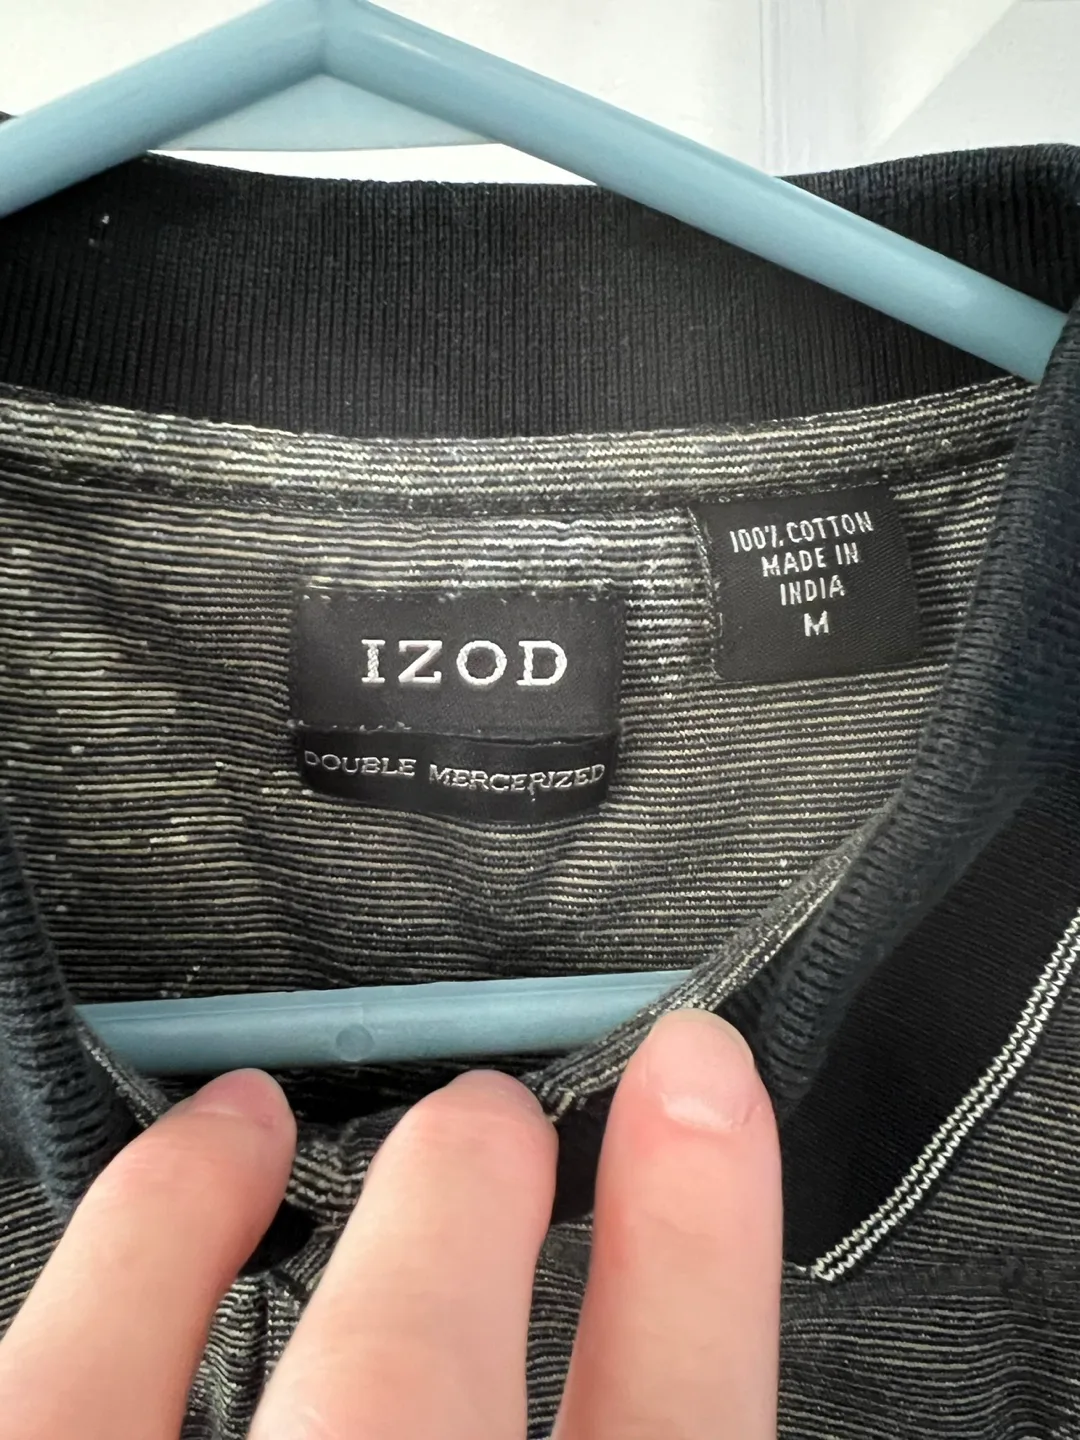 IZOD
DOUBLE MERCERIZED
100% COTTON
MADE IN
INDIA
M